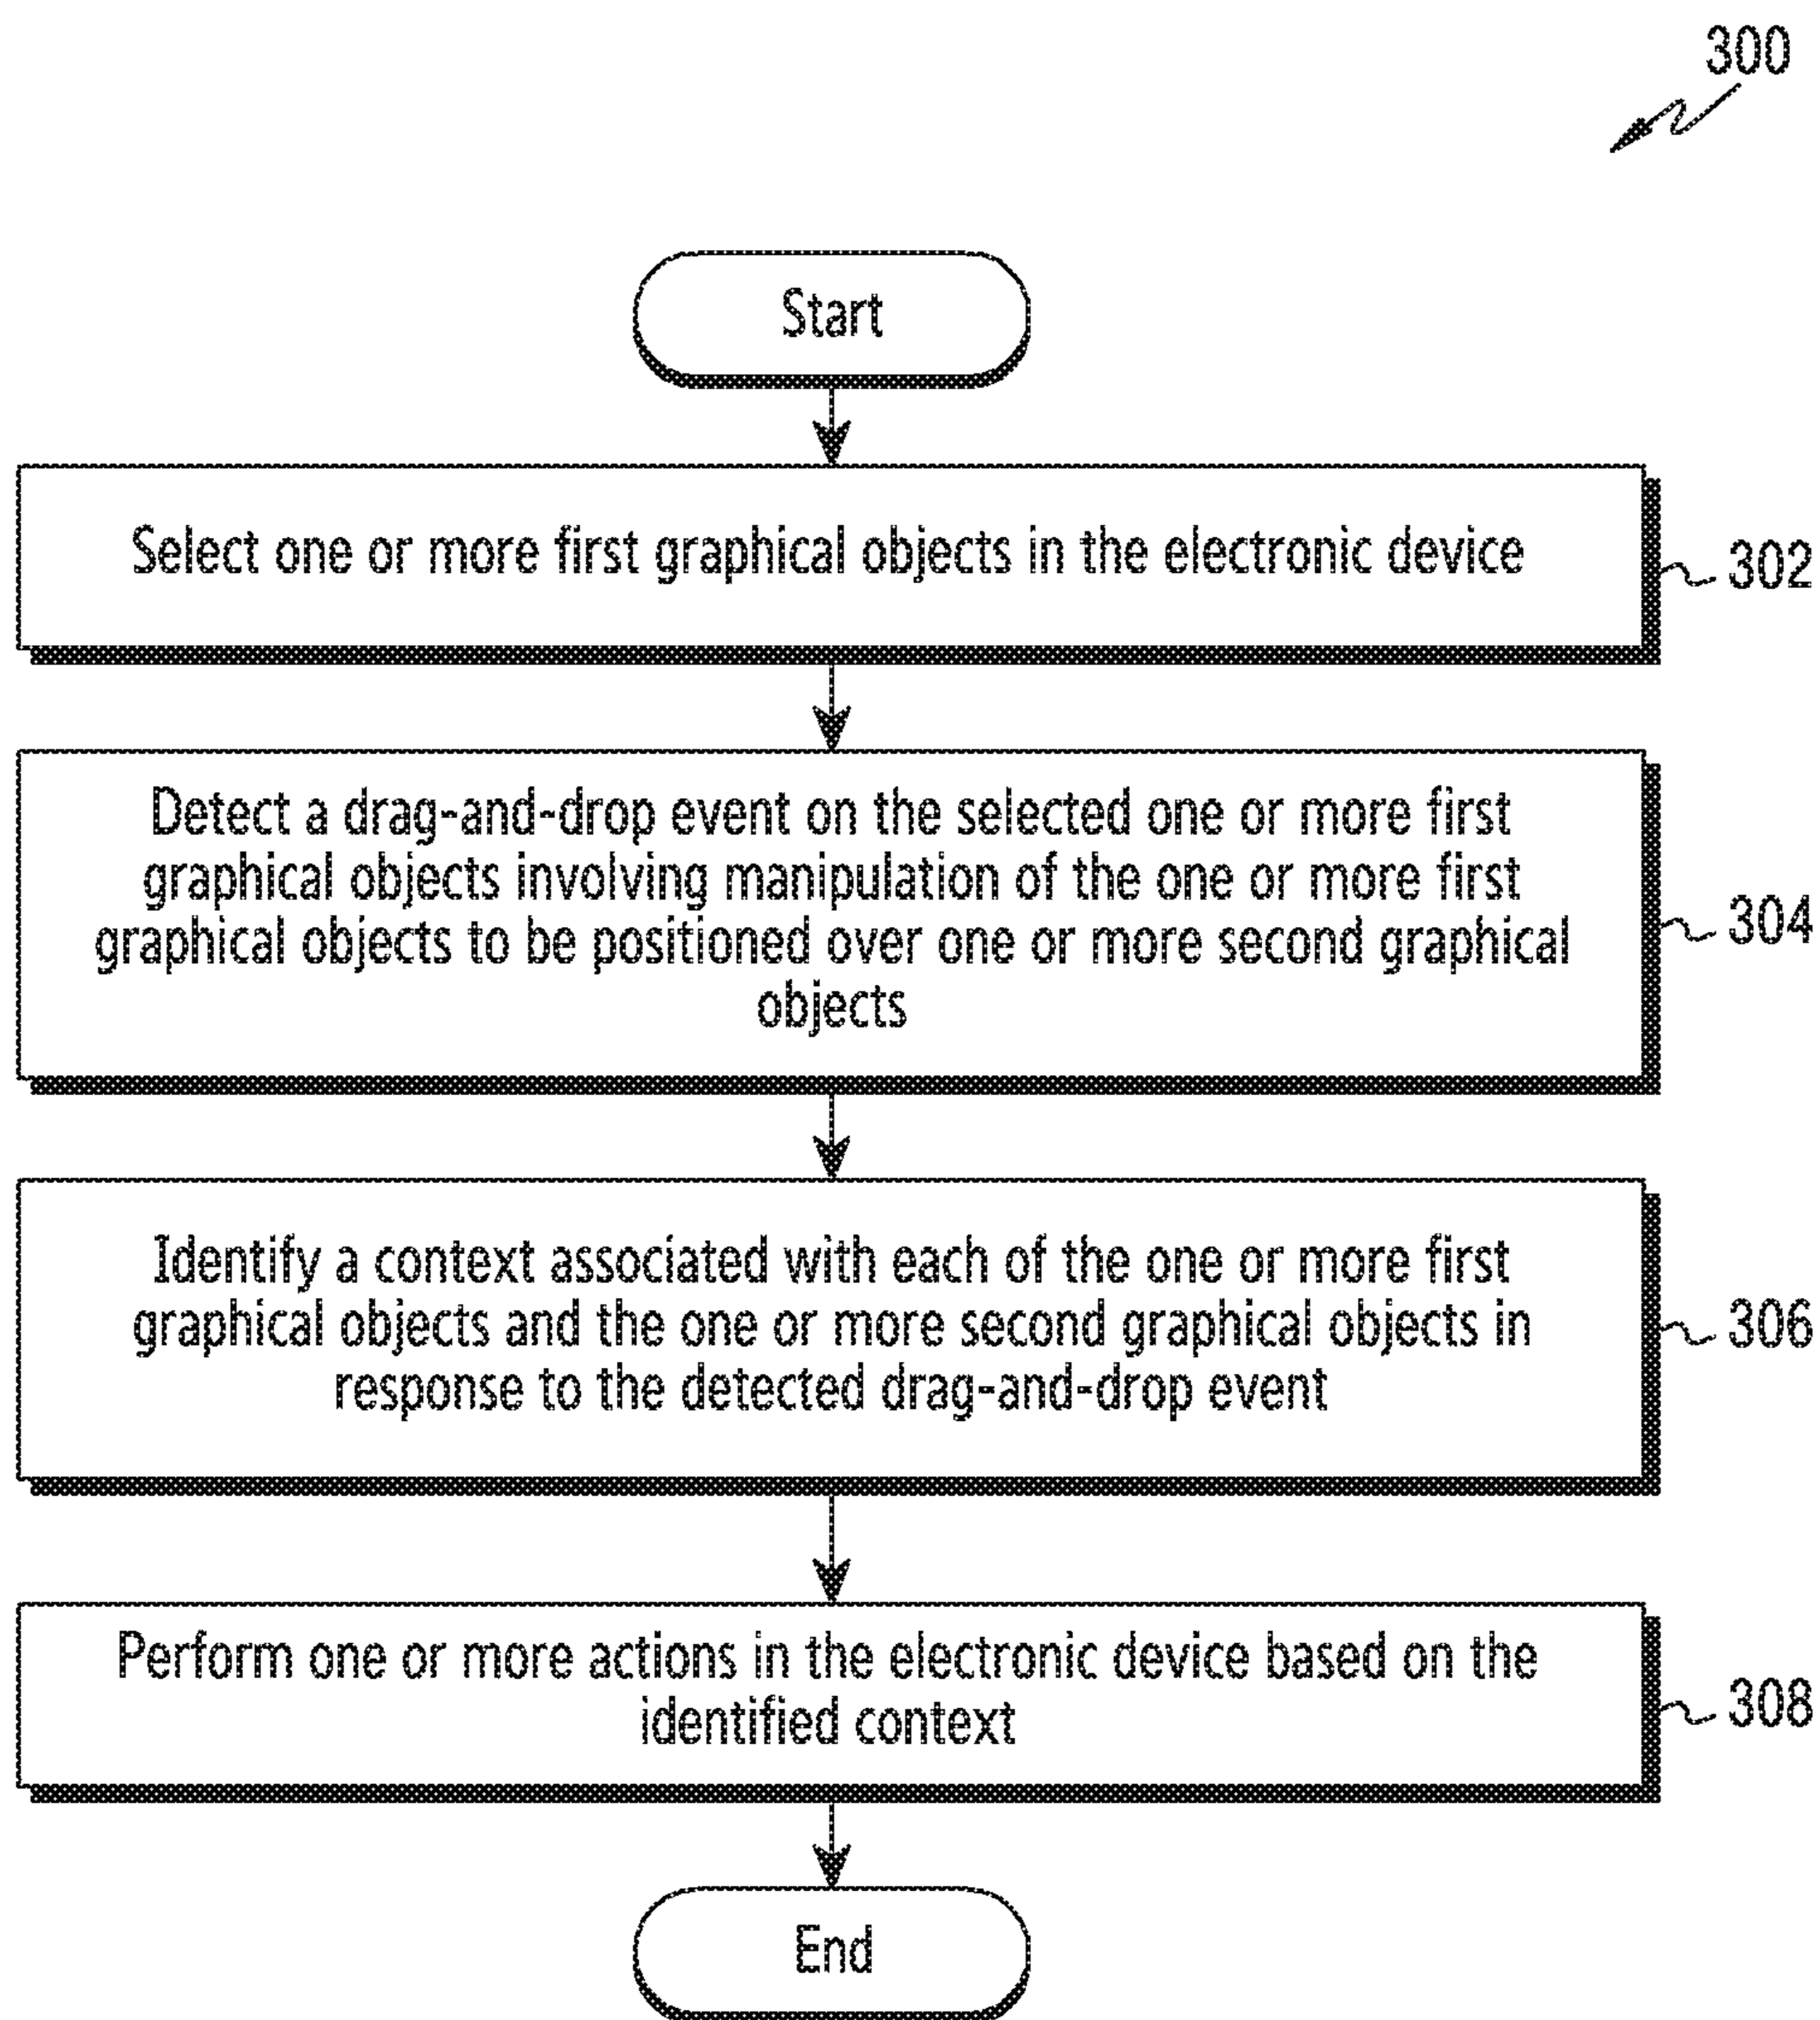 300
Start
Select one or more first graphical objects in the electronic device
302
Detect a drag-and-drop event on the selected one or more first
graphical objects involving manipulation of the one or more first
graphical objects to be positioned over one or more second graphical
objects
304
Identify a context associated with each of the one or more first
graphical objects and the one or more second graphical objects in
response to the detected drag-and-drop event
306
Perform one or more actions in the electronic device based on the
identified context
308
End